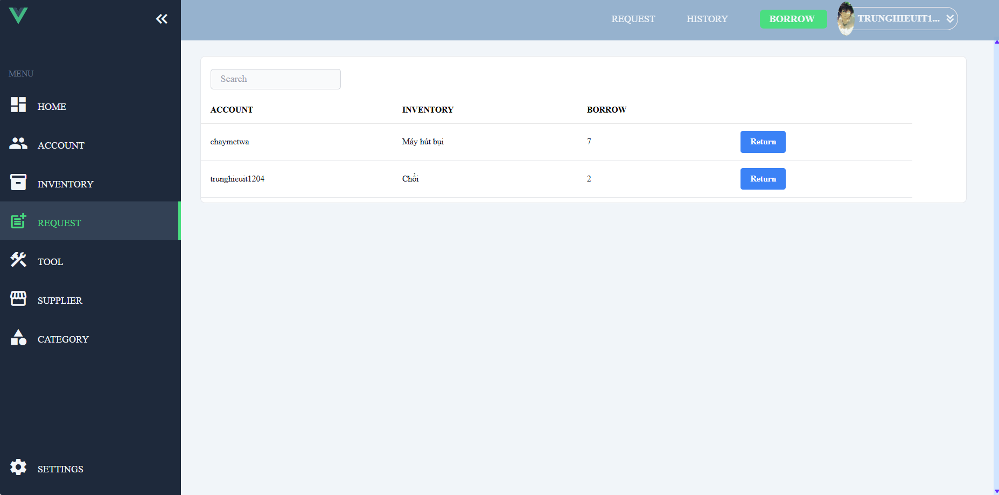 REQUEST HISTORY BORROW TRUNGHIEUIT1...
MENU
HOME
ACCOUNT
INVENTORY
REQUEST
TOOL
SUPPLIER
CATEGORY
SETTINGS
Search
ACCOUNT INVENTORY BORROW
chaymetwa Máy hút bụi 7 Return
trunghieuit1204 Chổi 2 Return